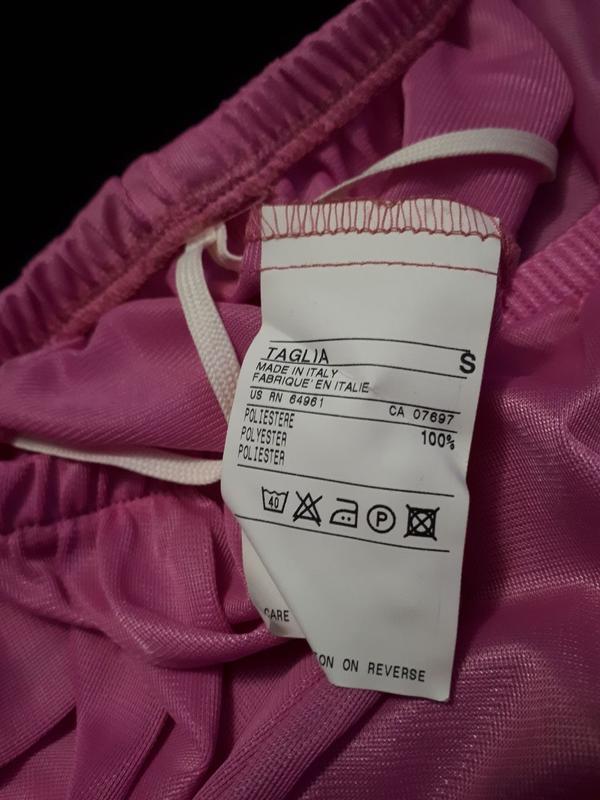 TAGLIA S
MADE IN ITALY
FABRIQUE' EN ITALIE
US RN 64961 CA 07697
POLIESTERE 100%
POLYESTER
POLIESTER
40 P
CARE
ON REVERSE